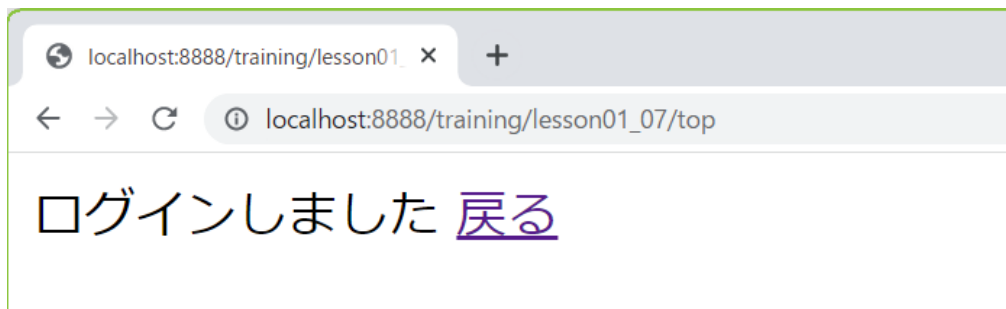 localhost:8888/training/lesson01_
localhost:8888/training/lesson01_07/top
ログインしました 戻る